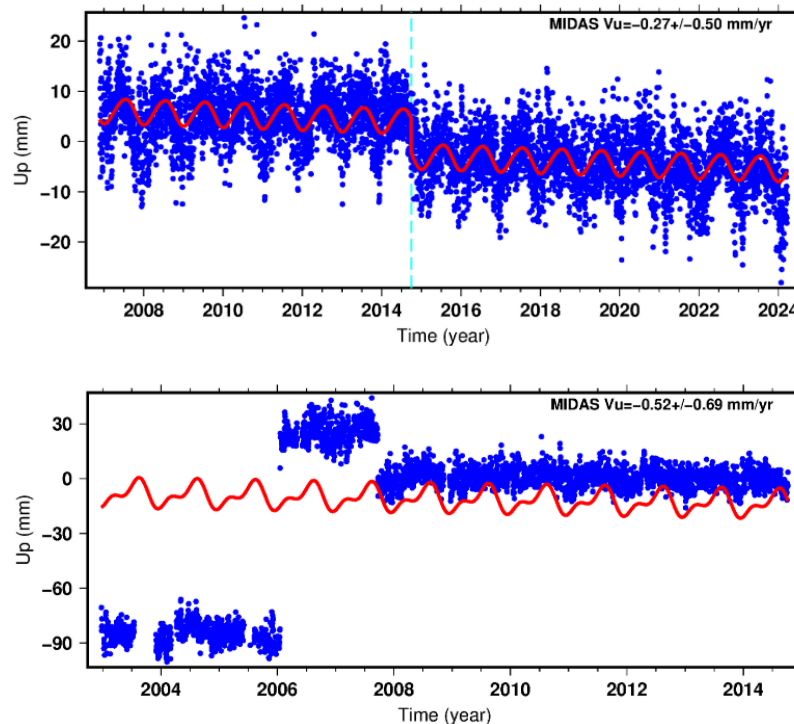 MIDAS Vu=−0.27+/−0.50 mm/yr
20
10
0
−10
−20
Up (mm)
2008 2010 2012 2014 2016 2018 2020 2022 2024
Time (year)
MIDAS Vu=−0.52+/−0.69 mm/yr
30
0
−30
−60
−90
Up (mm)
2004 2006 2008 2010 2012 2014
Time (year)